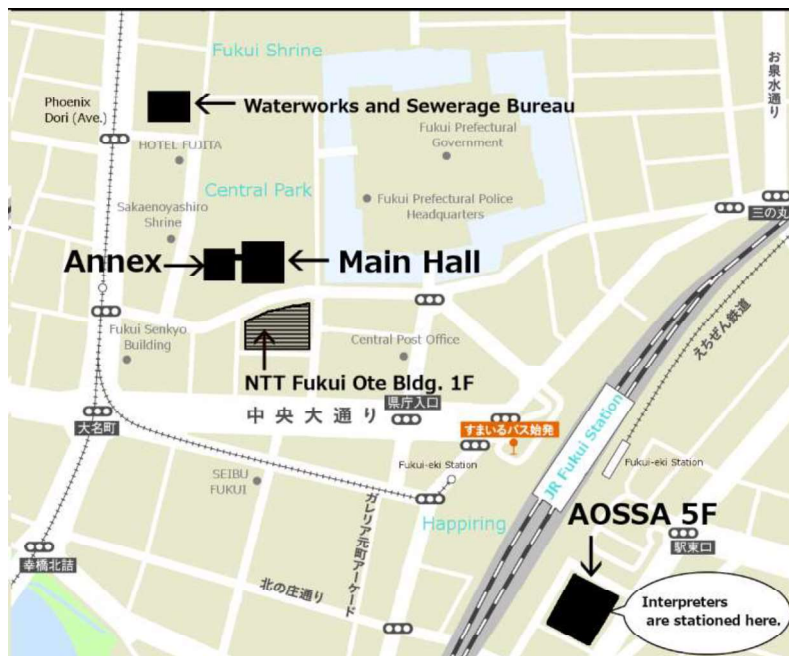 Fukui Shrine
お泉水通り
Phoenix
Dori (Ave.)
Waterworks and Sewerage Bureau
Fukui Prefectural
Government
HOTEL FUJITA
Central Park
Fukui Prefectural Police
Headquarters
Sakaenoyashiro
Shrine
三の丸
Annex
Main Hall
えちぜん鉄道
Fukui Senkyo
Building
Central Post Office
NTT Fukui Ote Bldg. 1F
県庁入口
中央大通り
大名町
すまいるバス始発
JR Fukui Station
Fukui-eki Station
Fukui-eki Station
SEIBU
FUKUI
Happiring
AOSSA 5F
ガレリア元町アーケード
駅東口
幸橋北詰
北の庄通り
Interpreters
are stationed here.